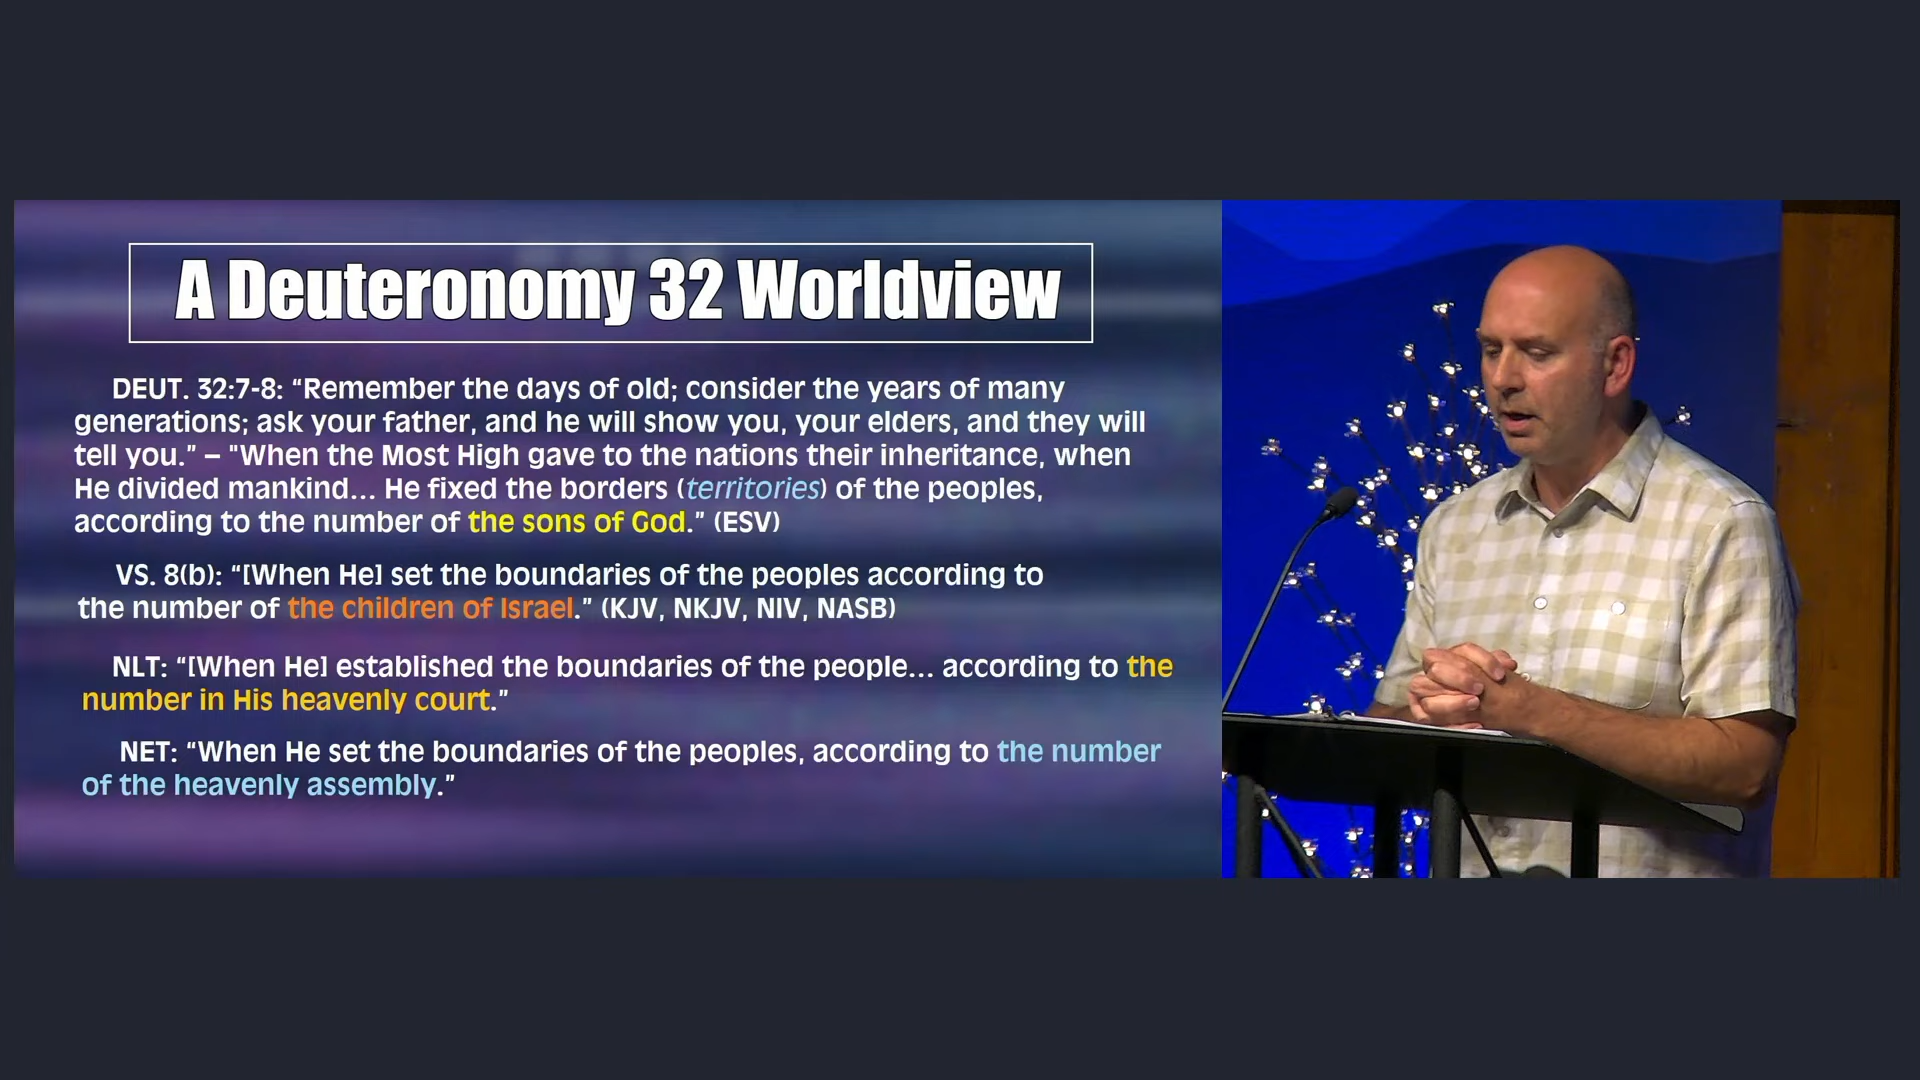 A Deuteronomy 32 Worldview
DEUT. 32:7-8: “Remember the days of old; consider the years of many
generations; ask your father, and he will show you, your elders, and they will
tell you.” – "When the Most High gave to the nations their inheritance, when
He divided mankind... He fixed the borders (territories) of the peoples,
according to the number of the sons of God.” (ESV)
VS. 8(b): “[When He] set the boundaries of the peoples according to
the number of the children of Israel.” (KJV, NKJV, NIV, NASB)
NLT: “[When He] established the boundaries of the people... according to the
number in His heavenly court.”
NET: “When He set the boundaries of the peoples, according to the number
of the heavenly assembly.”